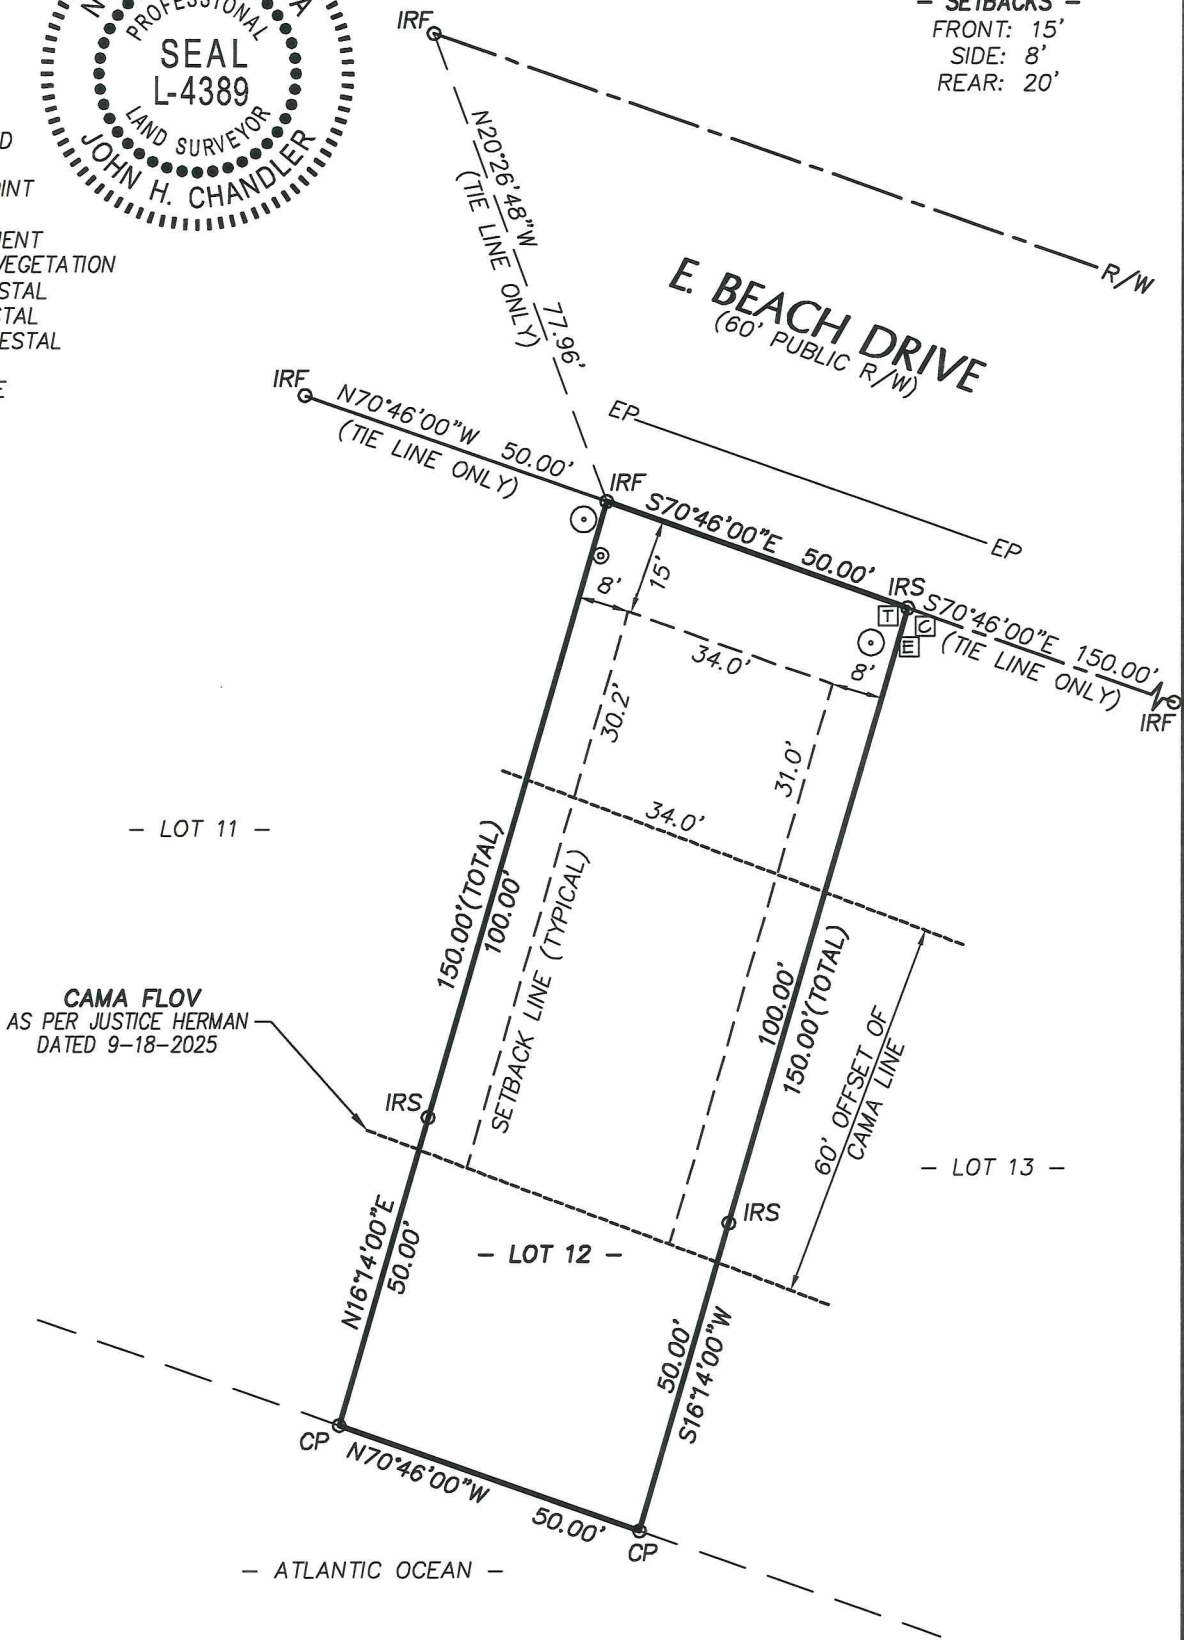 PROFESSIONAL
SEAL
L-4389
LAND SURVEYOR
JOHN H. CHANDLER
- SETBACKS -
FRONT: 15'
SIDE: 8'
REAR: 20'
VEGETATION
IRF
N20°26'48"W 77.96'
(TIE LINE ONLY)
R/W
E. BEACH DRIVE
(60' PUBLIC R/W)
IRF
N70°46'00"W 50.00'
(TIE LINE ONLY)
EP
EP
IRF
S70°46'00"E 50.00'
IRS
S70°46'00"E 150.00'
(TIE LINE ONLY)
IRF
T
C
E
8'
15'
34.0'
8'
30.2'
31.0'
34.0'
- LOT 11 -
150.00'(TOTAL)
100.00'
SETBACK LINE (TYPICAL)
100.00'
150.00'(TOTAL)
60' OFFSET OF
CAMA LINE
CAMA FLOV
AS PER JUSTICE HERMAN
DATED 9-18-2025
IRS
- LOT 13 -
IRS
- LOT 12 -
N16°14'00"E
50.00'
50.00'
S16°14'00"W
CP
N70°46'00"W 50.00'
CP
- ATLANTIC OCEAN -